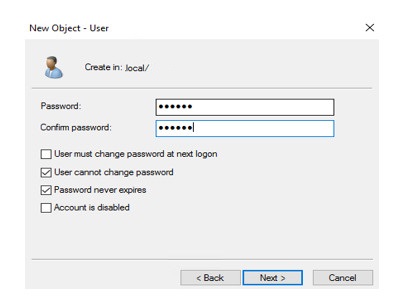 New Object - User
Create in: .local/
Password:
●●●●●●
Confirm password:
●●●●●●
User must change password at next logon
User cannot change password
Password never expires
Account is disabled
< Back
Next >
Cancel